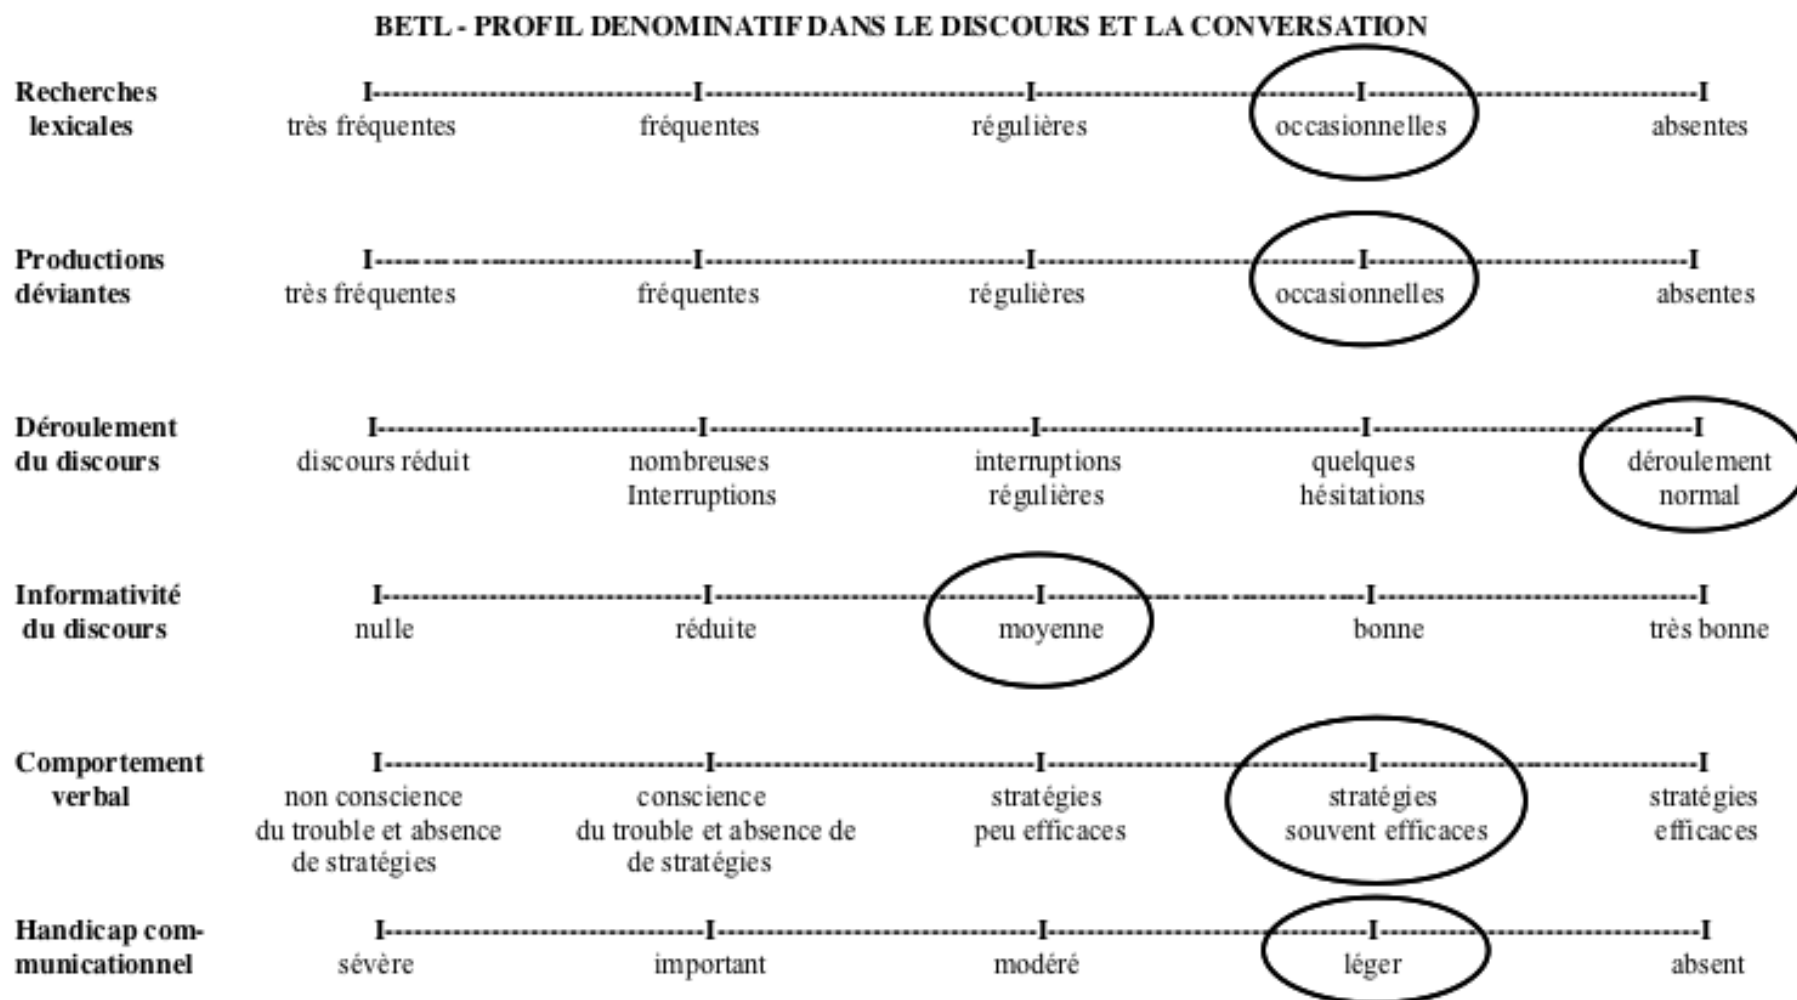 BETL - PROFIL DENOMINATIF DANS LE DISCOURS ET LA CONVERSATION
Recherches I--------------------------------I--------------------------------I--------------------------------I--------------------------------I
lexicales très fréquentes fréquentes régulières occasionnelles absentes
Productions I--------------------------------I--------------------------------I--------------------------------I--------------------------------I
déviantes très fréquentes fréquentes régulières occasionnelles absentes
Déroulement I--------------------------------I--------------------------------I--------------------------------I--------------------------------I
du discours discours réduit nombreuses interruptions quelques déroulement
Interruptions régulières hésitations normal
Informativité I--------------------------------I--------------------------------I--------------------------------I--------------------------------I
du discours nulle réduite moyenne bonne très bonne
Comportement I--------------------------------I--------------------------------I--------------------------------I--------------------------------I
verbal non conscience conscience stratégies stratégies stratégies
du trouble et absence du trouble et absence de peu efficaces souvent efficaces efficaces
de stratégies de stratégies
Handicap com- I--------------------------------I--------------------------------I--------------------------------I--------------------------------I
municationnel sévère important modéré léger absent